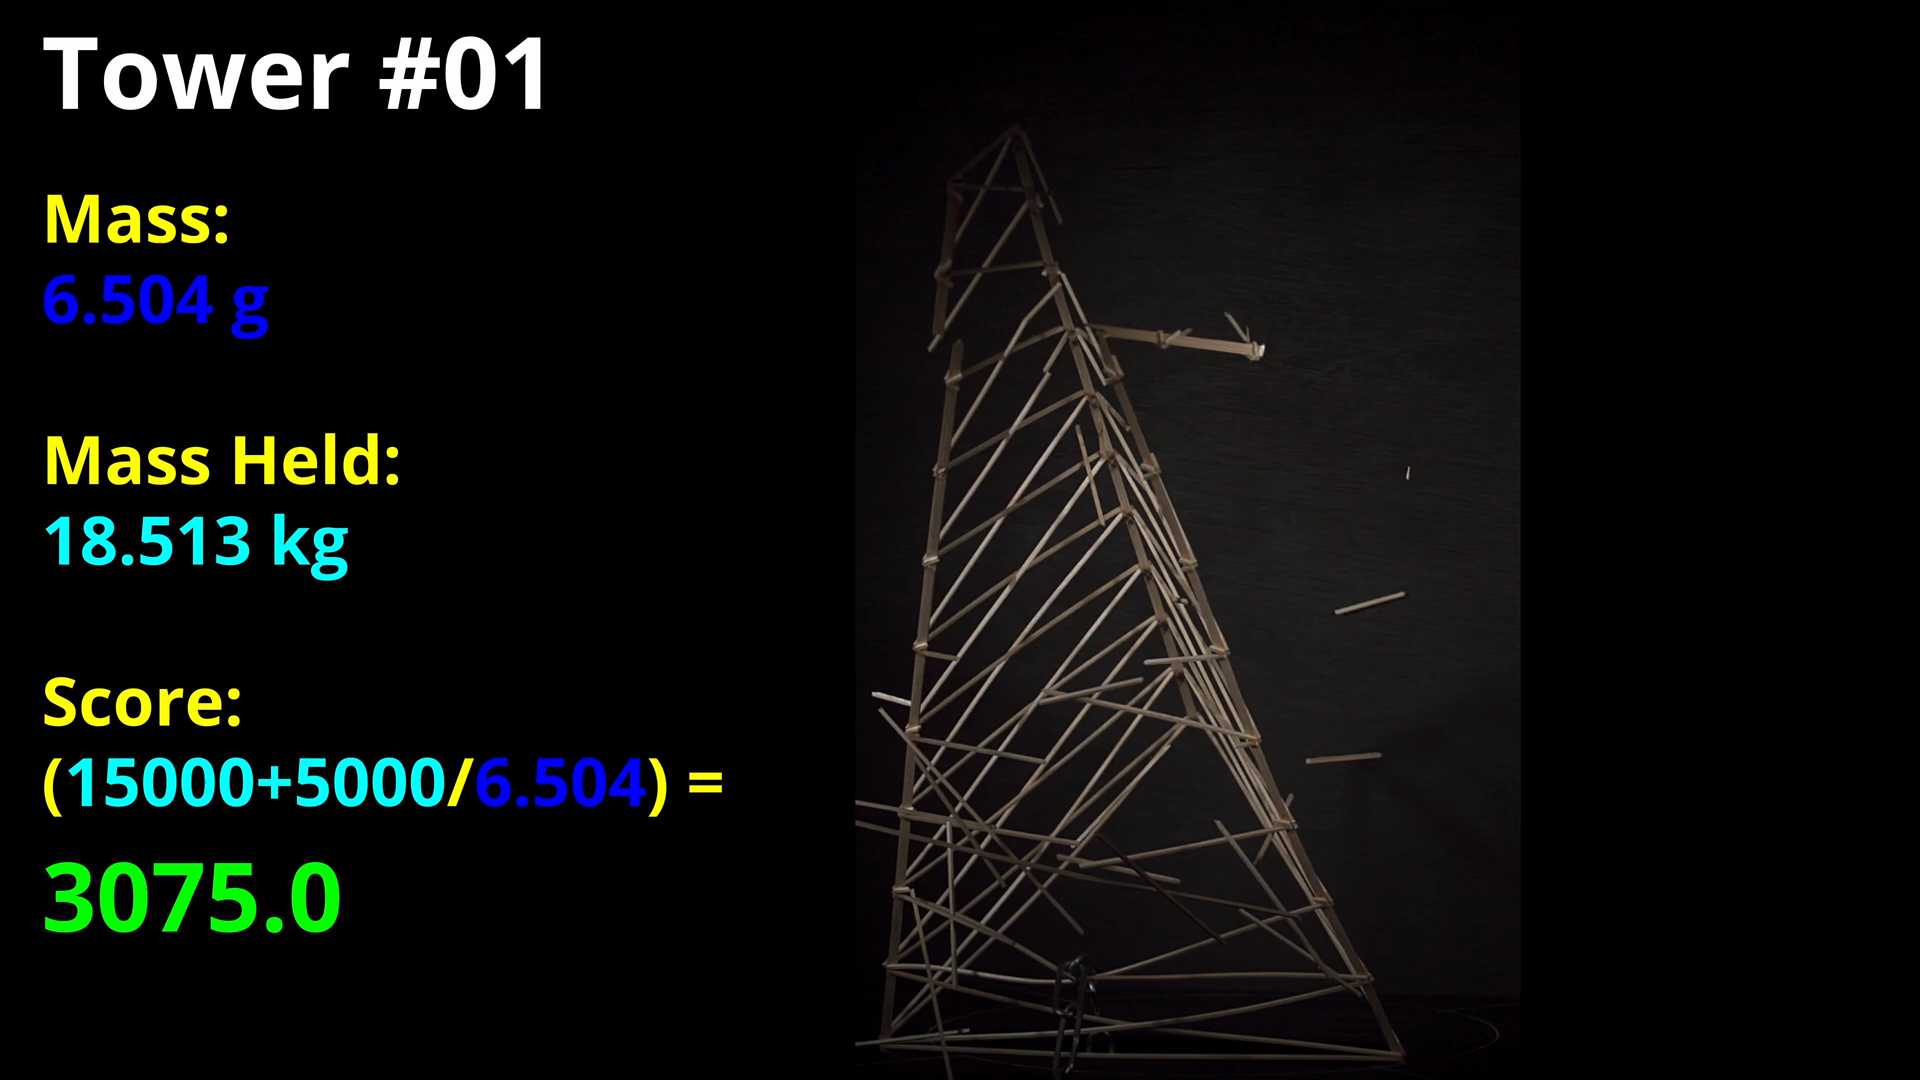 Tower #01
Mass:
6.504 g
Mass Held:
18.513 kg
Score:
(15000+5000/6.504) =
3075.0